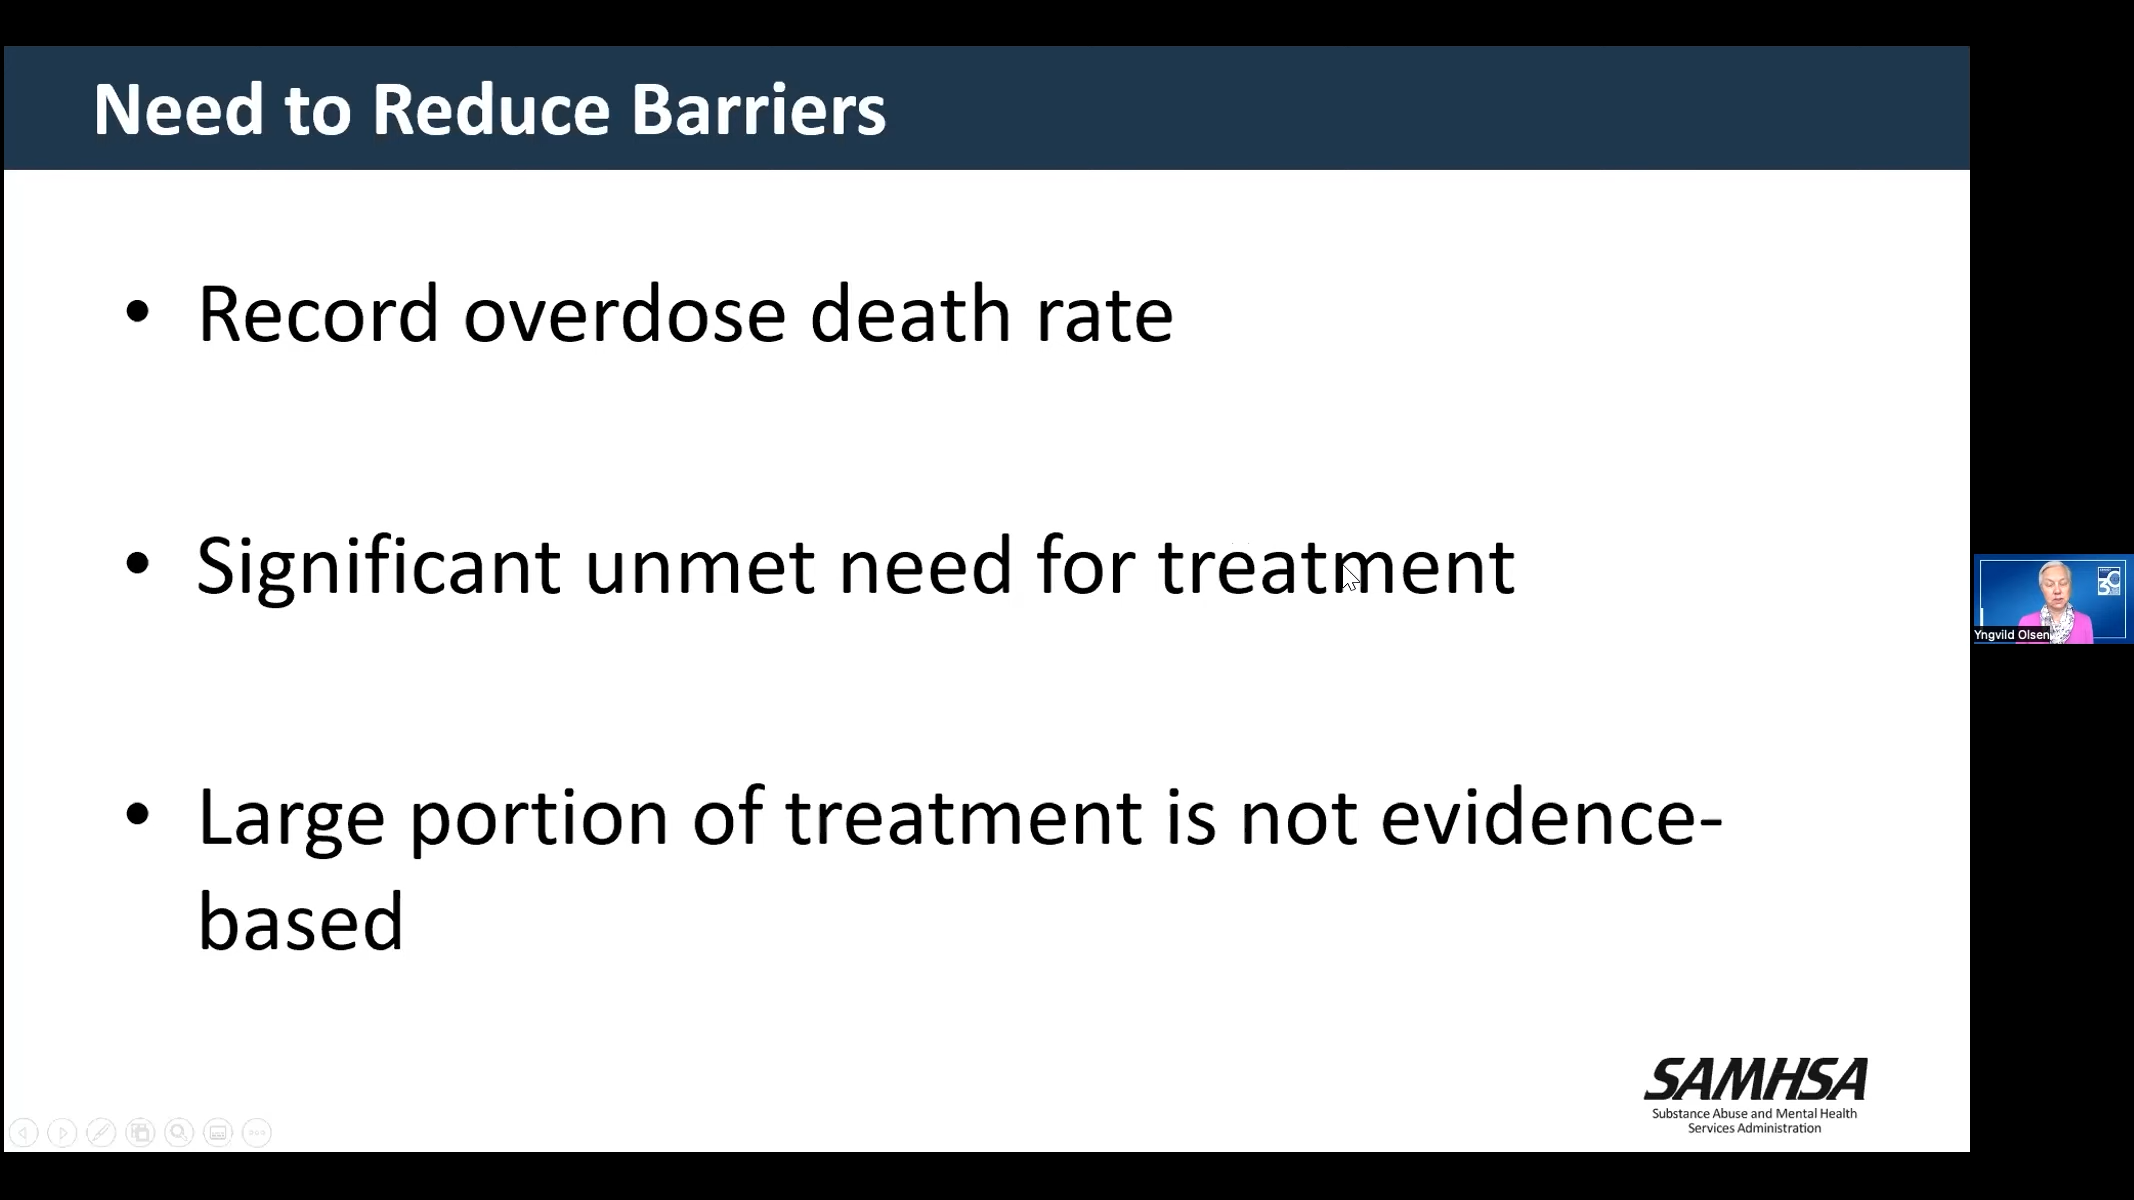 Need to Reduce Barriers
• Record overdose death rate
• Significant unmet need for treatment
• Large portion of treatment is not evidence-
based
Yngvild Olsen
30
SAMHSA
Substance Abuse and Mental Health
Services Administration